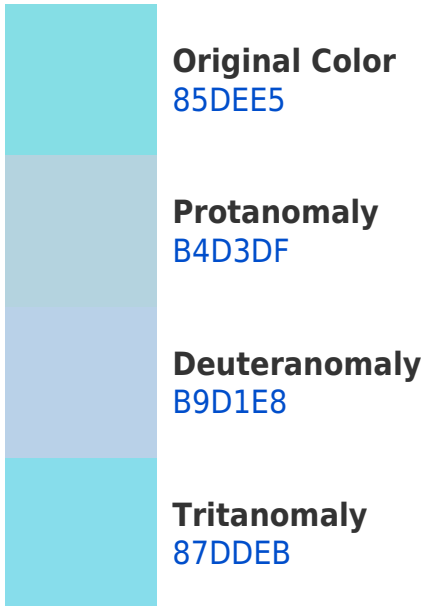 Original Color
85DEE5
Protanomaly
B4D3DF
Deuteranomaly
B9D1E8
Tritanomaly
87DDEB